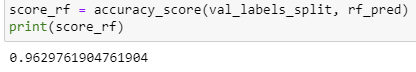 score_rf = accuracy_score(val_labels_split, rf_pred)
print(score_rf)
0.9629761904761904